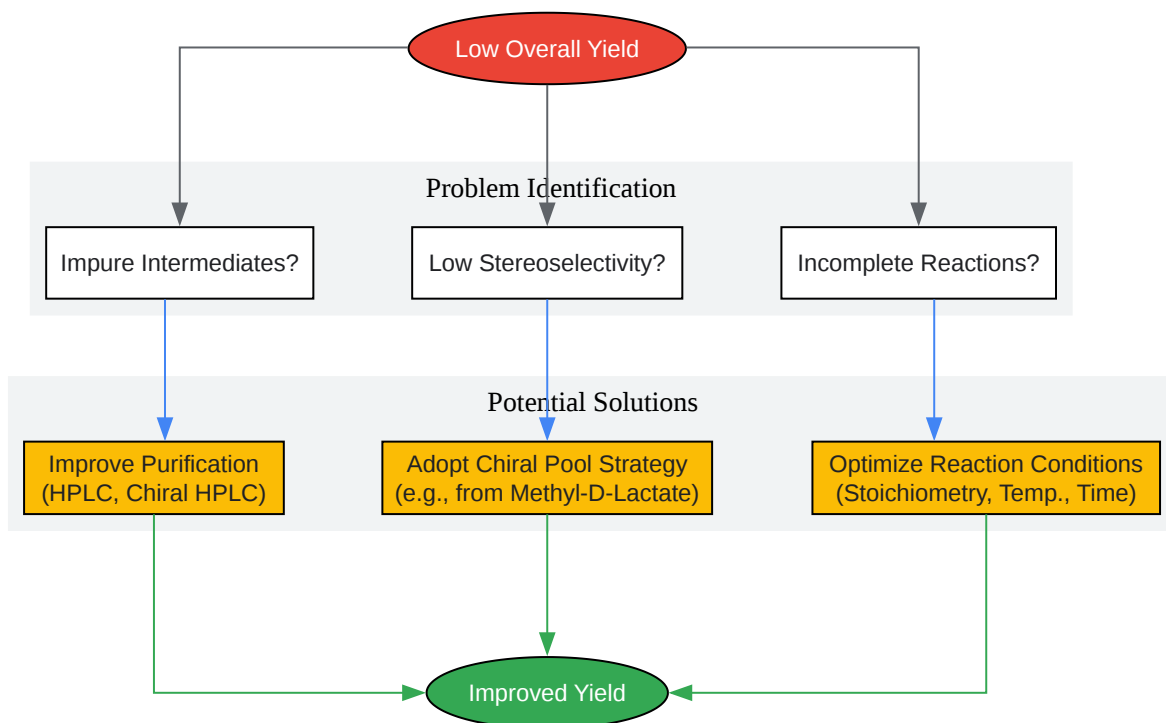 Low Overall Yield
Problem Identification
Impure Intermediates?
Low Stereoselectivity?
Incomplete Reactions?
Potential Solutions
Improve Purification
(HPLC, Chiral HPLC)
Adopt Chiral Pool Strategy
(e.g., from Methyl-D-Lactate)
Optimize Reaction Conditions
(Stoichiometry, Temp., Time)
Improved Yield